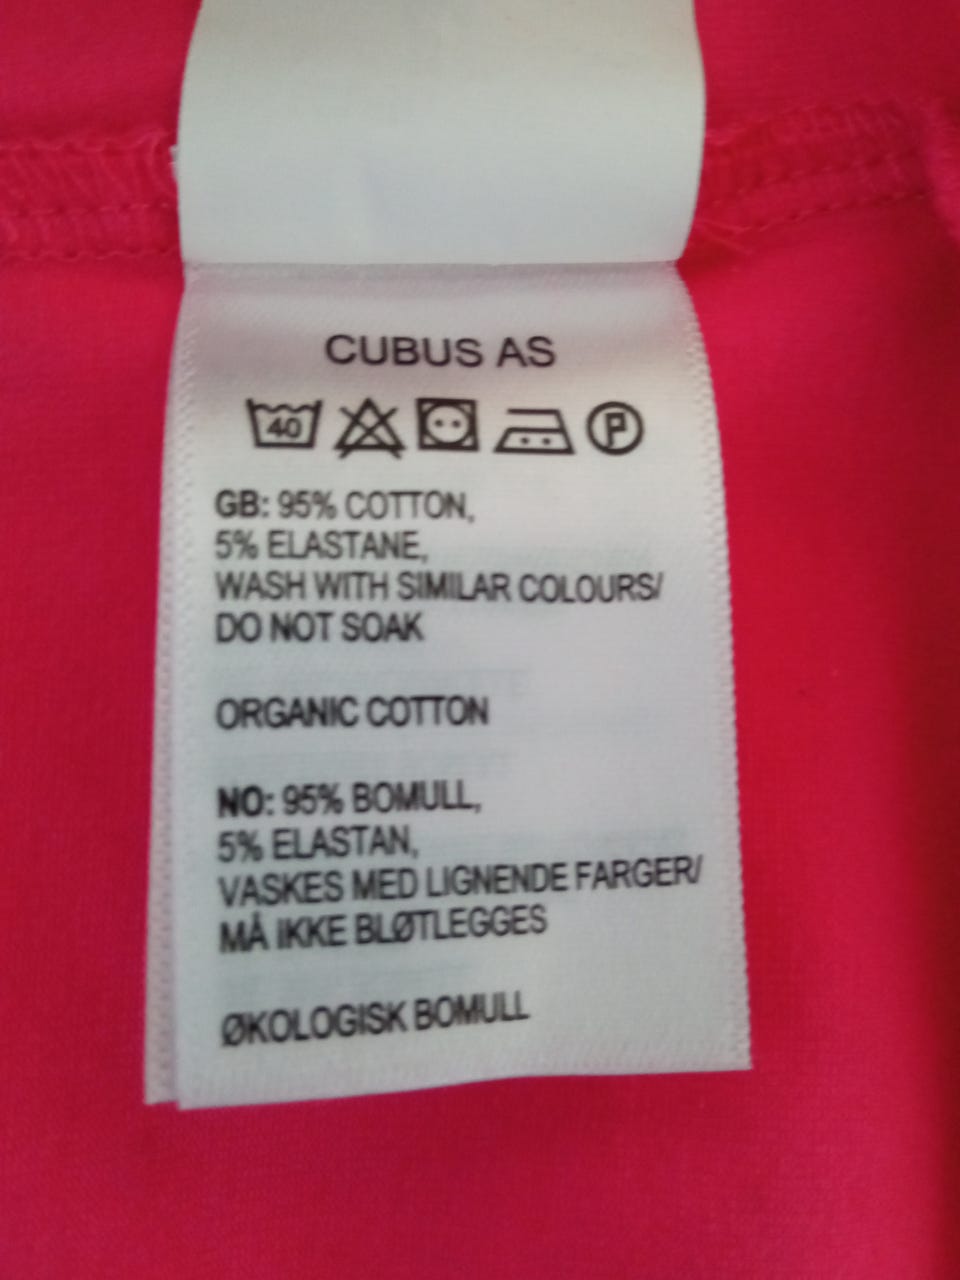 CUBUS AS
40 P
GB: 95% COTTON,
5% ELASTANE,
WASH WITH SIMILAR COLOURS/
DO NOT SOAK
ORGANIC COTTON
NO: 95% BOMULL,
5% ELASTAN,
VASKES MED LIGNENDE FARGER/
MÅ IKKE BLØTLEGGES
ØKOLOGISK BOMULL